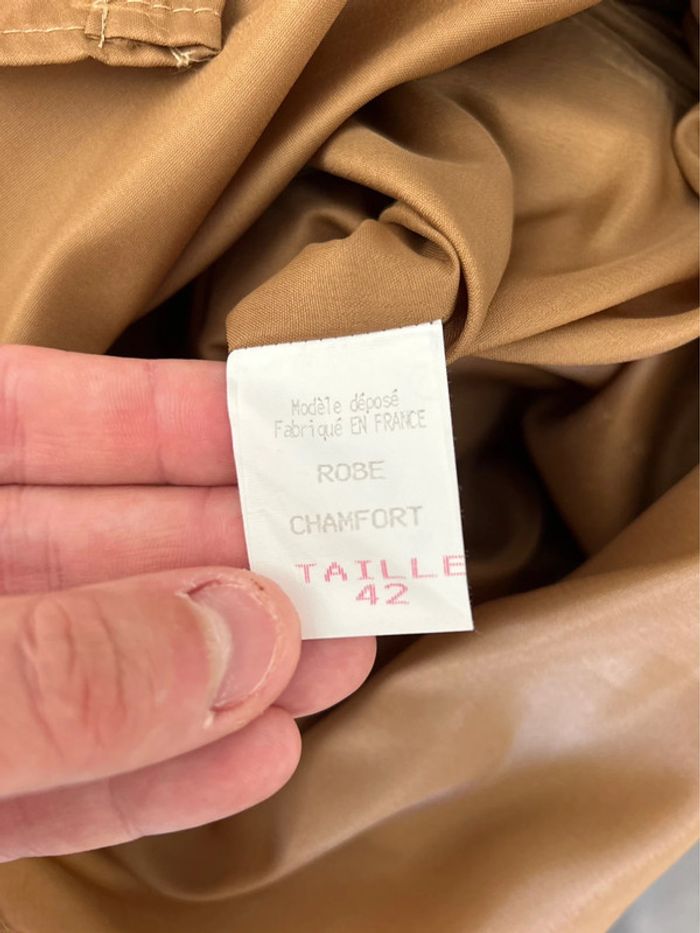 Modèle déposé
Fabriqué EN FRANCE
ROBE
CHAMFORT
TAILLE
42